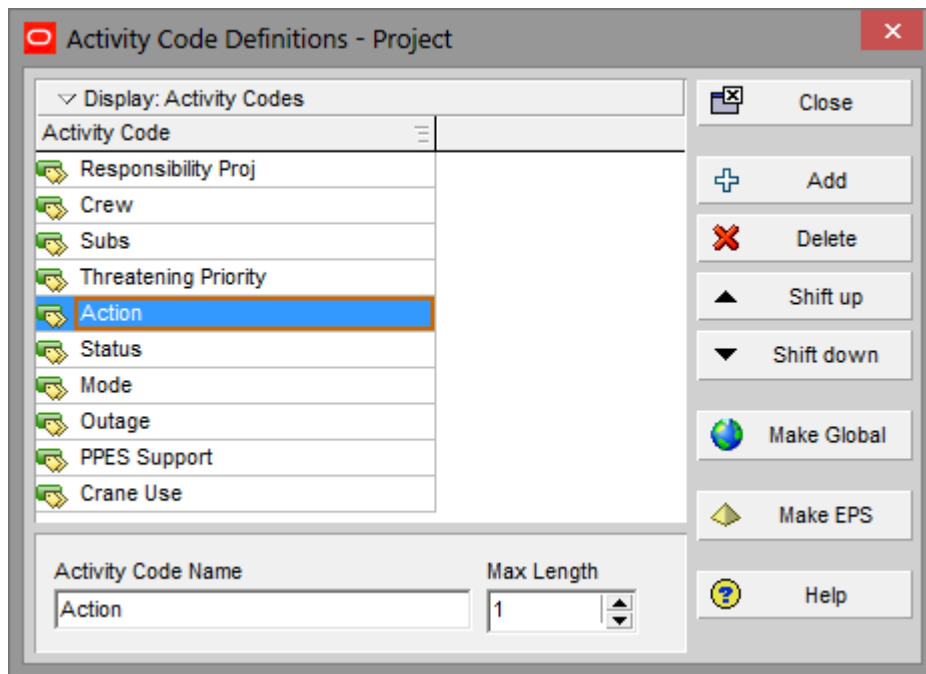 Activity Code Definitions - Project
Display: Activity Codes
Activity Code
Responsibility Proj
Crew
Subs
Threatening Priority
Action
Status
Mode
Outage
PPES Support
Crane Use
Activity Code Name
Max Length
Action
1
Close
Add
Delete
Shift up
Shift down
Make Global
Make EPS
Help